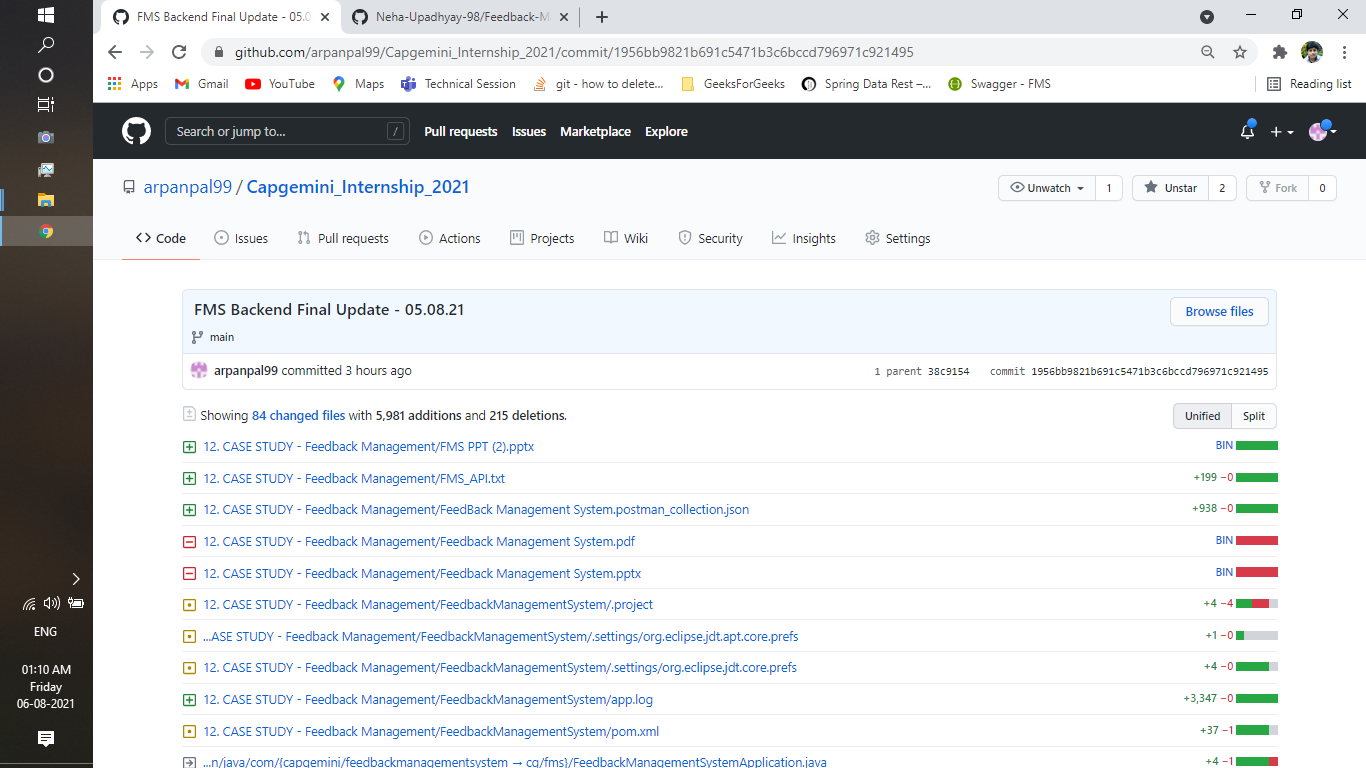 FMS Backend Final Update - 05.0
Neha-Upadhyay-98/Feedback-M
github.com/arpanpal99/Capgemini_Internship_2021/commit/1956bb9821b691c5471b3c6bccd796971c921495
Apps Gmail YouTube Maps Technical Session git - how to delete... GeeksForGeeks Spring Data Rest –... Swagger - FMS Reading list
Search or jump to... / Pull requests Issues Marketplace Explore
arpanpal99 / Capgemini_Internship_2021 Unwatch 1 Unstar 2 Fork 0
Code Issues Pull requests Actions Projects Wiki Security Insights Settings
FMS Backend Final Update - 05.08.21 Browse files
main
arpanpal99 committed 3 hours ago 1 parent 38c9154 commit 1956bb9821b691c5471b3c6bccd796971c921495
Showing 84 changed files with 5,981 additions and 215 deletions. Unified Split
12. CASE STUDY - Feedback Management/FMS PPT (2).pptx BIN
12. CASE STUDY - Feedback Management/FMS_API.txt +199 −0
12. CASE STUDY - Feedback Management/FeedBack Management System.postman_collection.json +938 −0
12. CASE STUDY - Feedback Management/Feedback Management System.pdf BIN
12. CASE STUDY - Feedback Management/Feedback Management System.pptx BIN
12. CASE STUDY - Feedback Management/FeedbackManagementSystem/.project +4 −4
...ASE STUDY - Feedback Management/FeedbackManagementSystem/.settings/org.eclipse.jdt.apt.core.prefs +1 −0
12. CASE STUDY - Feedback Management/FeedbackManagementSystem/.settings/org.eclipse.jdt.core.prefs +4 −0
12. CASE STUDY - Feedback Management/FeedbackManagementSystem/app.log +3,347 −0
12. CASE STUDY - Feedback Management/FeedbackManagementSystem/pom.xml +37 −1
...n/java/com/{capgemini/feedbackmanagementsystem → cg/fms}/FeedbackManagementSystemApplication.java +4 −1
ENG
01:10 AM
Friday
06-08-2021